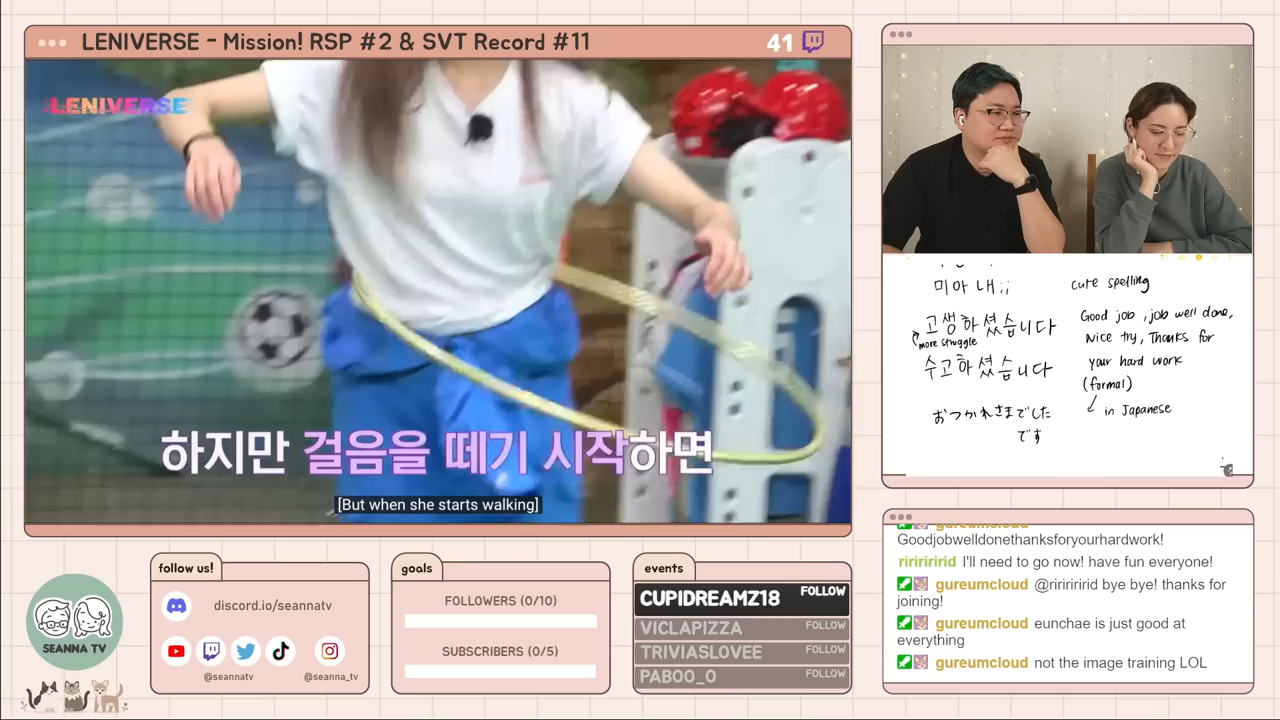 LENIVERSE - Mission! RSP #2 & SVT Record #11
41
LENIVERSE
하지만 걸음을 떼기 시작하면
[But when she starts walking]
미아내;; cute spelling
고생하셨습니다
more struggle
수고하셨습니다
Good job, job well done,
Nice try, Thanks for
your hard work
(formal)
in Japanese
おつかれさまでした
です
gureumcloud
Goodjobwelldonethanksforyourhardwork!
riririririd I'll need to go now! have fun everyone!
gureumcloud @riririririd bye bye! thanks for
joining!
gureumcloud eunchae is just good at
everything
gureumcloud not the image training LOL
SEANNA TV
follow us!
discord.io/seannatv
@seannatv
@seanna_tv
goals
FOLLOWERS (0/10)
SUBSCRIBERS (0/5)
events
CUPIDREAMZ18 FOLLOW
VICLAPIZZA FOLLOW
TRIVIASLOVEE FOLLOW
PABOO_0 FOLLOW